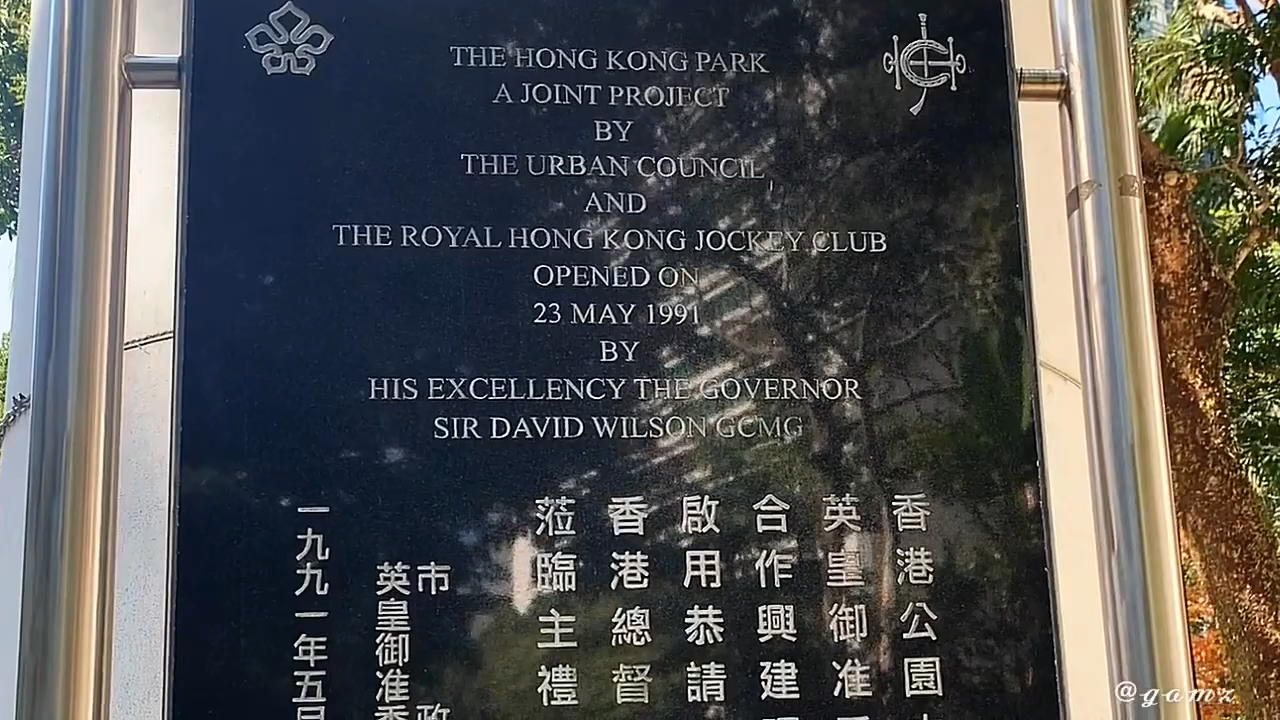 THE HONG KONG PARK
A JOINT PROJECT
BY
THE URBAN COUNCIL
AND
THE ROYAL HONG KONG JOCKEY CLUB
OPENED ON
23 MAY 1991
BY
HIS EXCELLENCY THE GOVERNOR
SIR DAVID WILSON GCMG
香港公園
英皇御准
合作興建
啟用恭請
香港總督
蒞臨主禮
市政
英皇御准香
一九九一年五月
@gamz